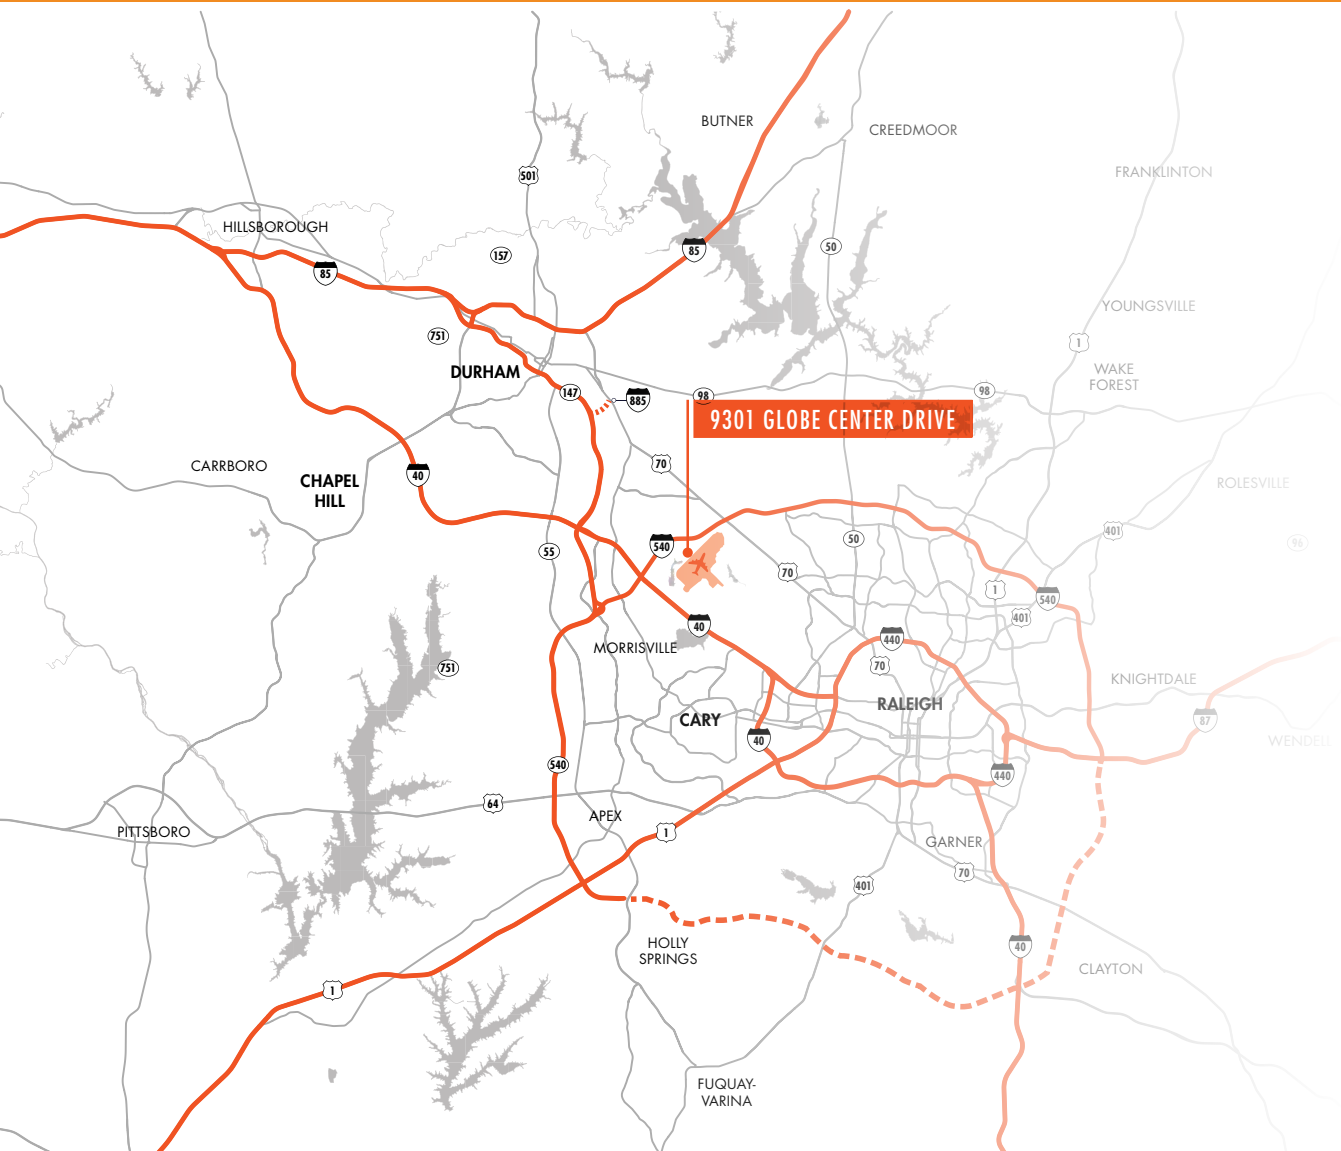 BUTNER
CREEDMOOR
FRANKLINTON
501
HILLSBOROUGH
157
50
85
85
YOUNGSVILLE
751
1
DURHAM
WAKE
FOREST
147
885
98
98
9301 GLOBE CENTER DRIVE
CARRBORO
70
CHAPEL
HILL
40
ROLESVILLE
401
50
96
540
55
70
1
540
401
40
440
MORRISVILLE
751
70
KNIGHTDALE
RALEIGH
CARY
87
40
WENDELL
540
440
64
APEX
PITTSBORO
1
GARNER
70
401
HOLLY
SPRINGS
40
CLAYTON
1
FUQUAY-
VARINA